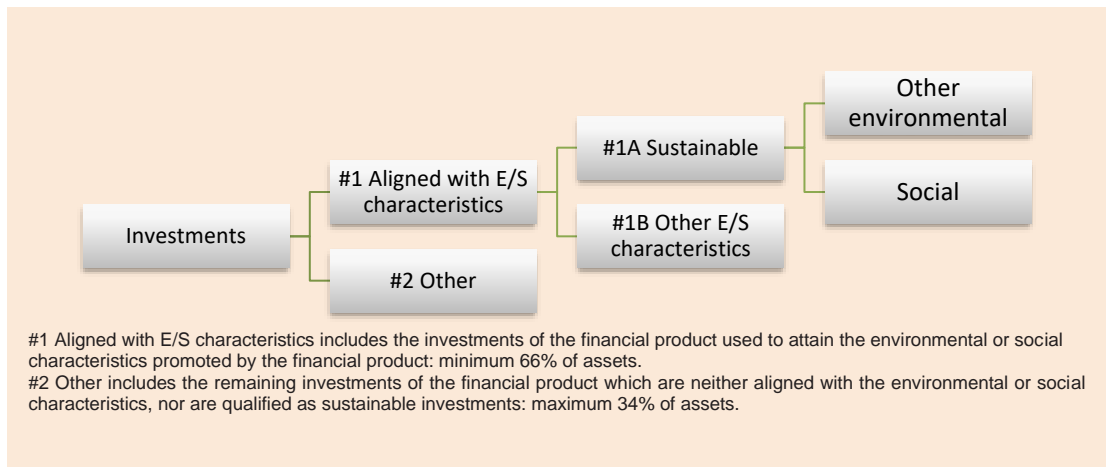 Other
environmental
#1A Sustainable
#1 Aligned with E/S
characteristics
Social
Investments
#1B Other E/S
characteristics
#2 Other
#1 Aligned with E/S characteristics includes the investments of the financial product used to attain the environmental or social
characteristics promoted by the financial product: minimum 66% of assets.
#2 Other includes the remaining investments of the financial product which are neither aligned with the environmental or social
characteristics, nor are qualified as sustainable investments: maximum 34% of assets.